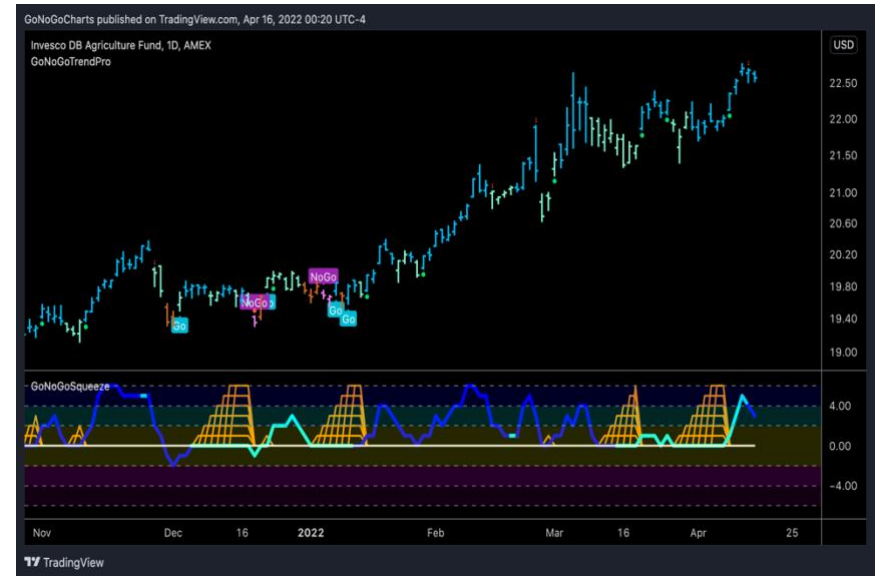 GoNoGoCharts published on TradingView.com, Apr 16, 2022 00:20 UTC-4
Invesco DB Agriculture Fund, 1D, AMEX
GoNoGoTrendPro
USD
22.50
22.00
21.50
21.00
20.60
20.20
19.80
19.40
19.00
NoGo
NoGo
Go
Go
Go
GoNoGoSqueeze
4.00
0.00
−4.00
Nov Dec 16 2022 Feb Mar 16 Apr 25
TradingView